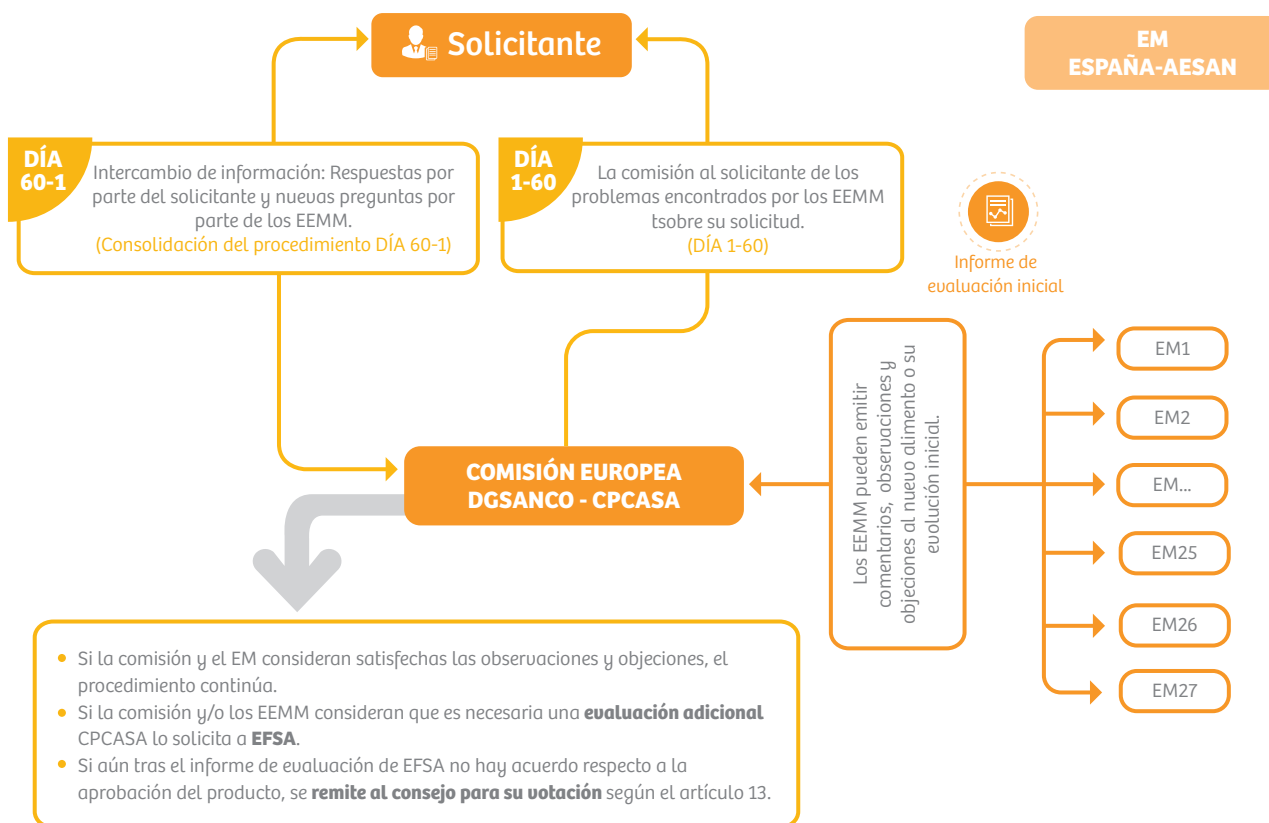 Solicitante
EM
ESPAÑA-AESAN
DÍA
60-1
Intercambio de información: Respuestas por
parte del solicitante y nuevas preguntas por
parte de los EEMM.
(Consolidación del procedimiento DÍA 60-1)
DÍA
1-60
La comisión al solicitante de los
problemas encontrados por los EEMM
tsobre su solicitud.
(DÍA 1-60)
Informe de
evaluación inicial
Los EEMM pueden emitir
comentarios, observaciones y
objeciones al nuevo alimento o su
evolución inicial.
EM1
EM2
EM...
EM25
EM26
EM27
COMISIÓN EUROPEA
DGSANCO - CPCASA
• Si la comisión y el EM consideran satisfechas las observaciones y objeciones, el
procedimiento continúa.
• Si la comisión y/o los EEMM consideran que es necesaria una evaluación adicional
CPCASA lo solicita a EFSA.
• Si aún tras el informe de evaluación de EFSA no hay acuerdo respecto a la
aprobación del producto, se remite al consejo para su votación según el artículo 13.